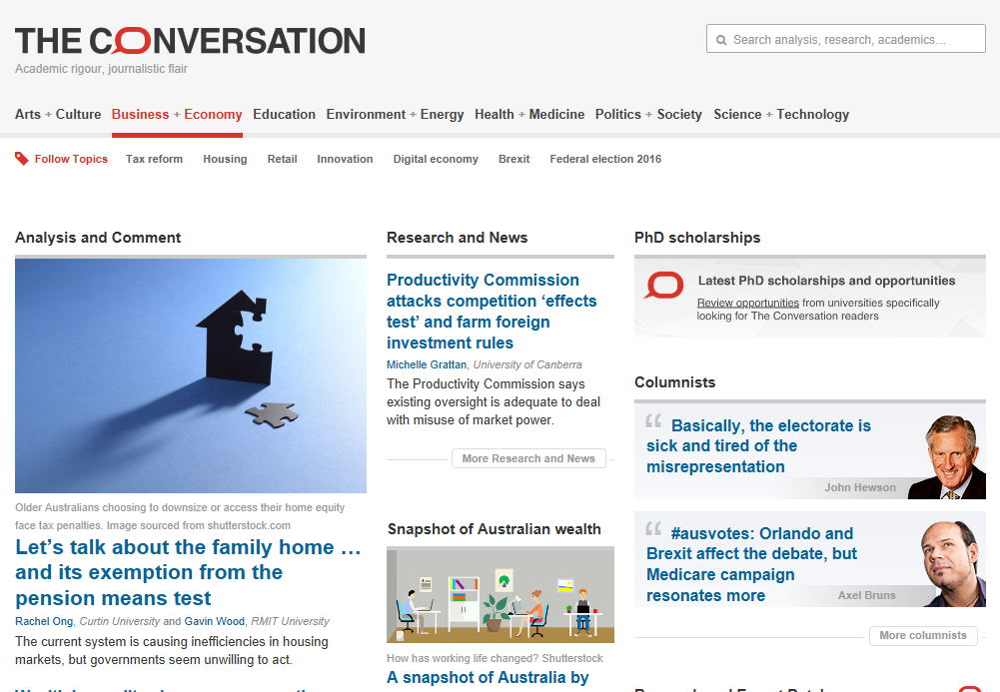 THE CONVERSATION
Academic rigour, journalistic flair
Search analysis, research, academics…
Arts + Culture Business + Economy Education Environment + Energy Health + Medicine Politics + Society Science + Technology
Follow Topics Tax reform Housing Retail Innovation Digital economy Brexit Federal election 2016
Analysis and Comment
Older Australians choosing to downsize or access their home equity
face tax penalties. Image sourced from shutterstock.com
Let’s talk about the family home …
and its exemption from the
pension means test
Rachel Ong, Curtin University and Gavin Wood, RMIT University
The current system is causing inefficiencies in housing
markets, but governments seem unwilling to act.
Research and News
Productivity Commission
attacks competition ‘effects
test’ and farm foreign
investment rules
Michelle Grattan, University of Canberra
The Productivity Commission says
existing oversight is adequate to deal
with misuse of market power.
More Research and News
Snapshot of Australian wealth
How has working life changed? Shutterstock
A snapshot of Australia by
PhD scholarships
Latest PhD scholarships and opportunities
Review opportunities from universities specifically
looking for The Conversation readers
Columnists
“ Basically, the electorate is
sick and tired of the
misrepresentation
John Hewson
“ #ausvotes: Orlando and
Brexit affect the debate, but
Medicare campaign
resonates more
Axel Bruns
More columnists